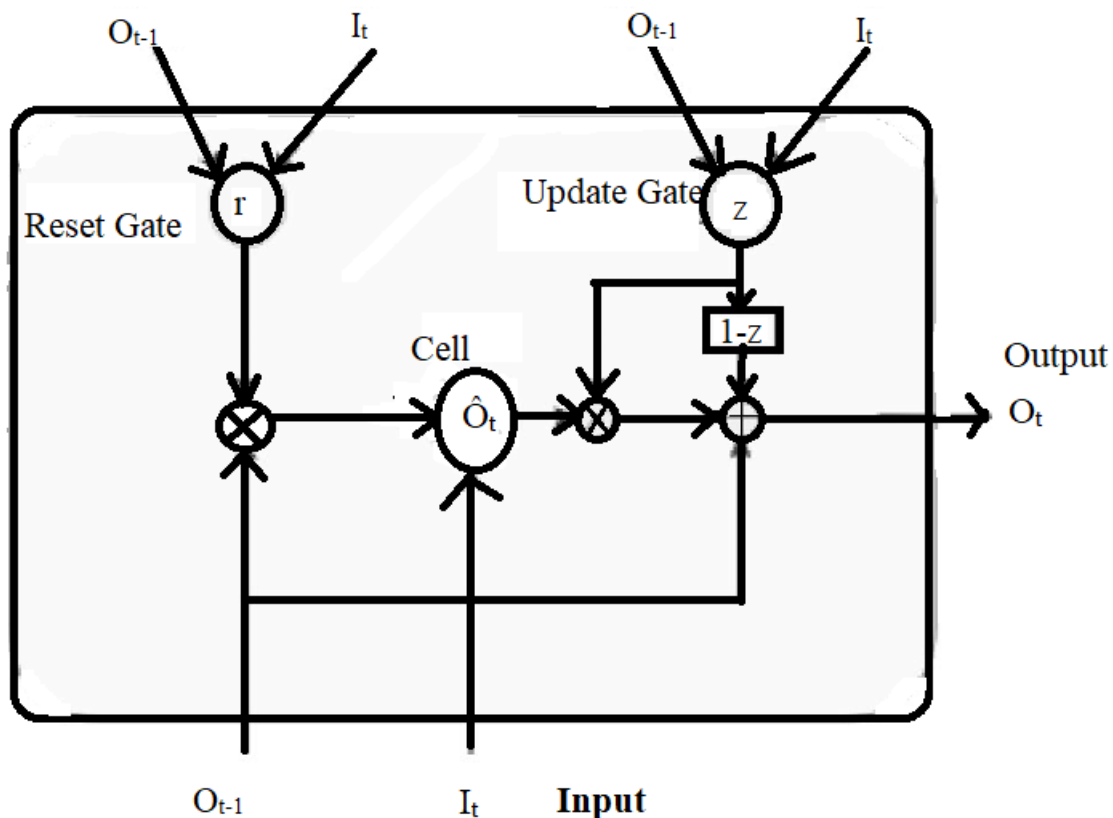 Oₜ₋₁ Iₜ Oₜ₋₁ Iₜ
r z
Reset Gate Update Gate
1-z
Cell Output
Ôₜ Oₜ
Oₜ₋₁ Iₜ Input